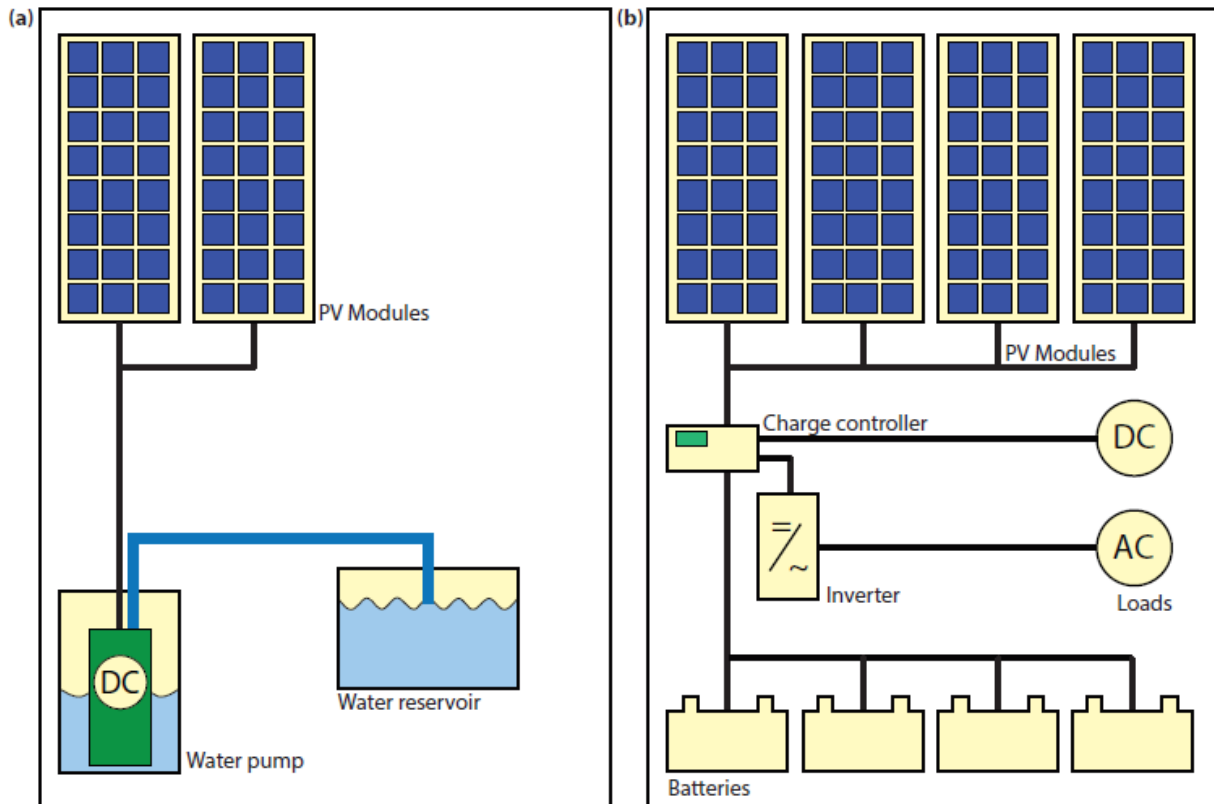 (a)
PV Modules
DC
Water pump
Water reservoir
(b)
PV Modules
Charge controller
DC
=/~
Inverter
AC
Loads
Batteries